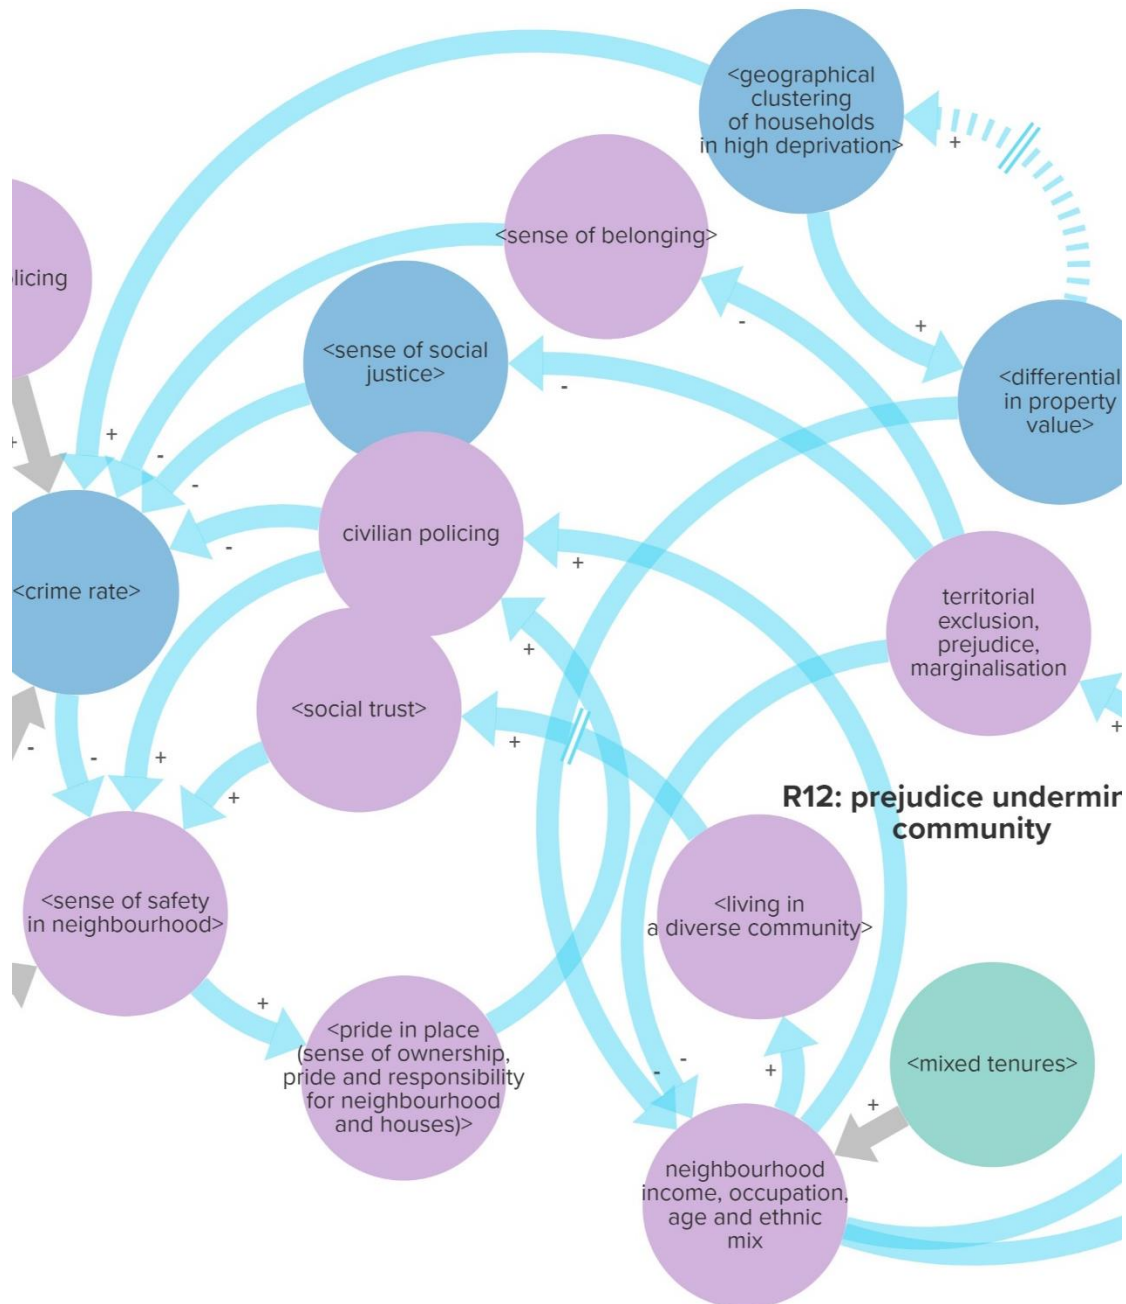 <geographical
clustering
of households
in high deprivation>
+
<sense of belonging>
licing
-
+
<sense of social
justice>
-
<differential
in property
value>
+
+
-
-
civilian policing
-
+
<crime rate>
territorial
exclusion,
prejudice,
marginalisation
+
<social trust>
+
+
-
-
+
+
R12: prejudice undermin
community
<sense of safety
in neighbourhood>
<living in
a diverse community>
+
<pride in place
(sense of ownership,
pride and responsibility
for neighbourhood
and houses)>
-
-
+
<mixed tenures>
+
neighbourhood
income, occupation,
age and ethnic
mix